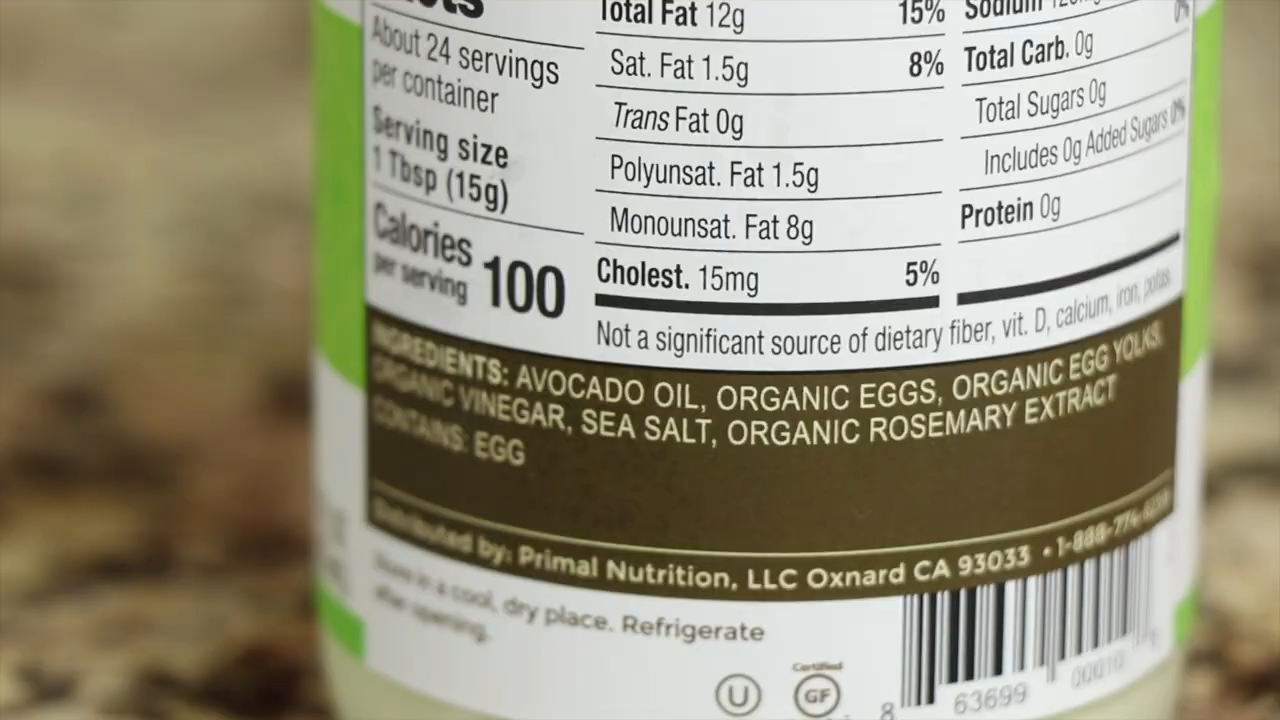 About 24 servings
per container
Serving size
1 Tbsp (15g)
Calories
per serving 100
Total Fat 12g 15%
Sat. Fat 1.5g 8%
Trans Fat 0g
Polyunsat. Fat 1.5g
Monounsat. Fat 8g
Cholest. 15mg 5%
Sodium 0%
Total Carb. 0g
Total Sugars 0g
Includes 0g Added Sugars 0%
Protein 0g
Not a significant source of dietary fiber, vit. D, calcium, iron, potas.
INGREDIENTS: AVOCADO OIL, ORGANIC EGGS, ORGANIC EGG YOLKS,
ORGANIC VINEGAR, SEA SALT, ORGANIC ROSEMARY EXTRACT
CONTAINS: EGG
Distributed by: Primal Nutrition, LLC Oxnard CA 93033 •
Store in a cool, dry place. Refrigerate
after opening.
U
Certified
GF
8 63699 00010